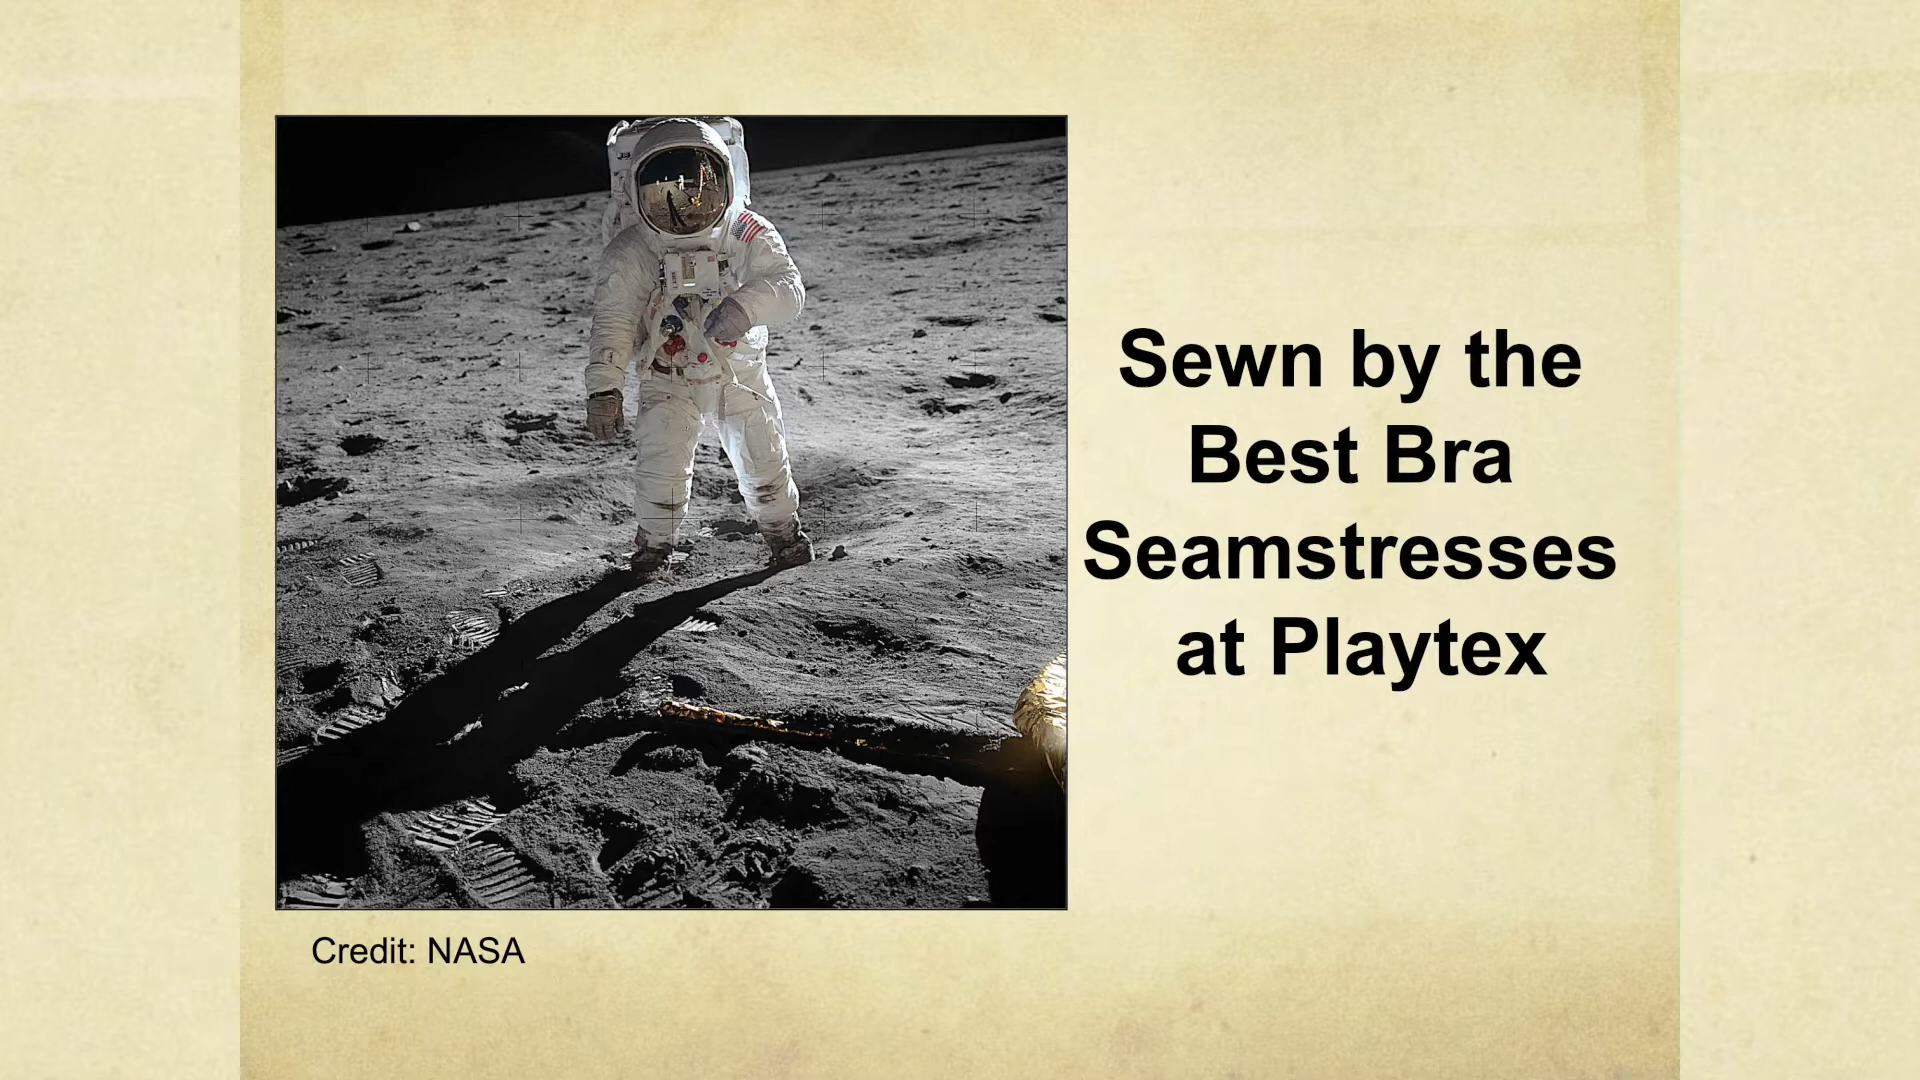 Sewn by the
Best Bra
Seamstresses
at Playtex
Credit: NASA